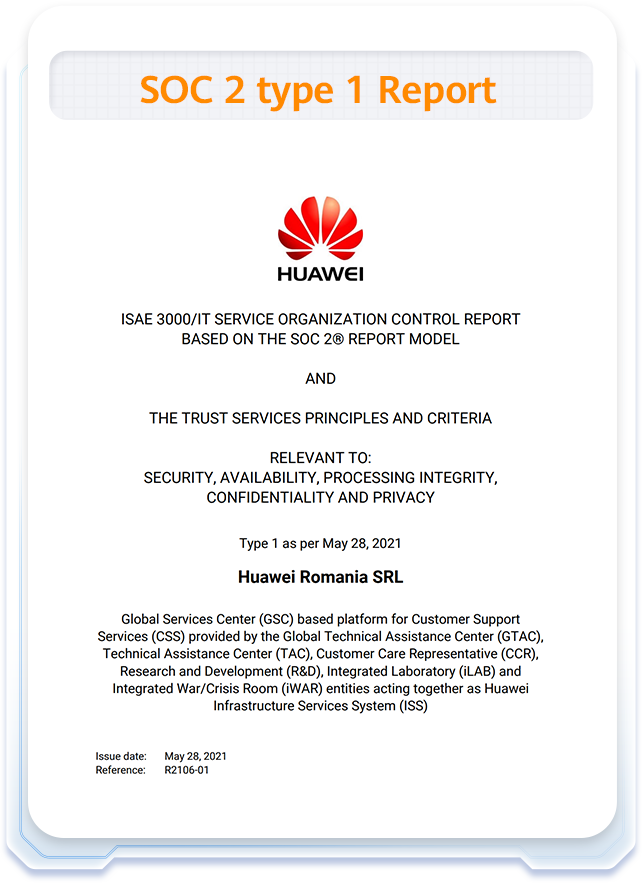 SOC 2 type 1 Report
HUAWEI
ISAE 3000/IT SERVICE ORGANIZATION CONTROL REPORT
BASED ON THE SOC 2® REPORT MODEL
AND
THE TRUST SERVICES PRINCIPLES AND CRITERIA
RELEVANT TO:
SECURITY, AVAILABILITY, PROCESSING INTEGRITY,
CONFIDENTIALITY AND PRIVACY
Type 1 as per May 28, 2021
Huawei Romania SRL
Global Services Center (GSC) based platform for Customer Support
Services (CSS) provided by the Global Technical Assistance Center (GTAC),
Technical Assistance Center (TAC), Customer Care Representative (CCR),
Research and Development (R&D), Integrated Laboratory (iLAB) and
Integrated War/Crisis Room (iWAR) entities acting together as Huawei
Infrastructure Services System (ISS)
Issue date: May 28, 2021
Reference: R2106-01